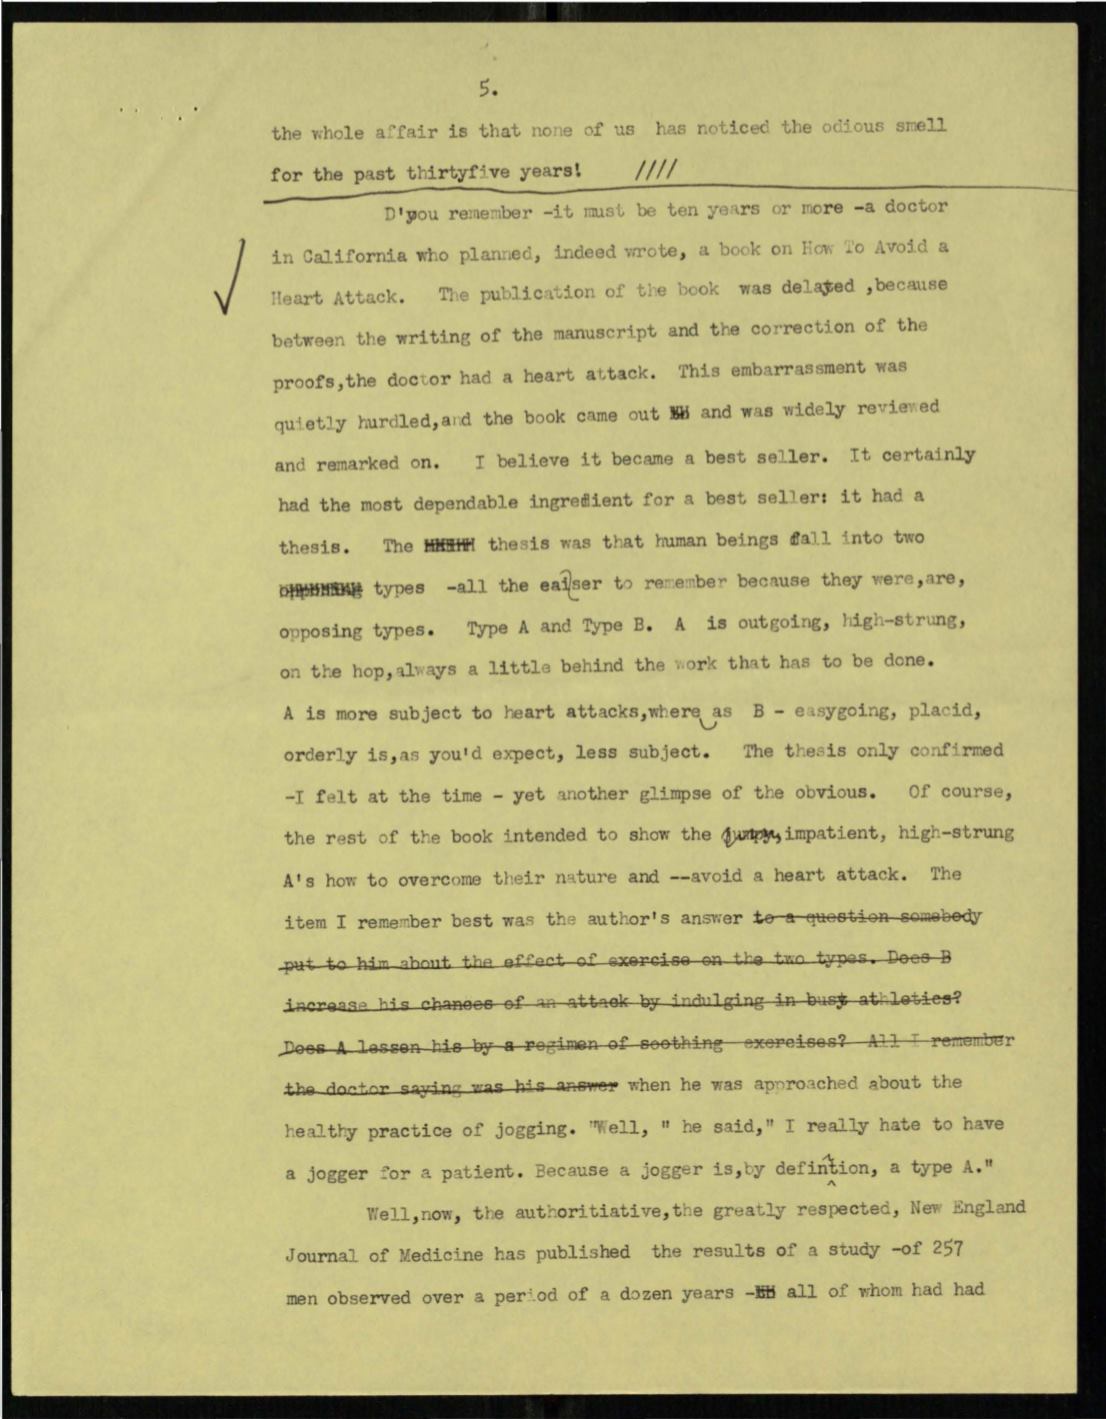 5.
the whole affair is that none of us has noticed the odious smell
for the past thirtyfive years! ////
D'you remember -it must be ten years or more -a doctor
in California who planned, indeed wrote, a book on How To Avoid a
Heart Attack. The publication of the book was delayed ,because
between the writing of the manuscript and the correction of the
proofs,the doctor had a heart attack. This embarrassment was
quietly hurdled,and the book came out and was widely reviewed
and remarked on. I believe it became a best seller. It certainly
had the most dependable ingredient for a best seller: it had a
thesis. The thesis was that human beings fall into two
types -all the eaiser to remember because they were,are,
opposing types. Type A and Type B. A is outgoing, high-strung,
on the hop,always a little behind the work that has to be done.
A is more subject to heart attacks,where as B - easygoing, placid,
orderly is,as you'd expect, less subject. The thesis only confirmed
-I felt at the time - yet another glimpse of the obvious. Of course,
the rest of the book intended to show the jumpy, impatient, high-strung
A's how to overcome their nature and --avoid a heart attack. The
item I remember best was the author's answer to a question somebody
put to him about the effect of exercise on the two types. Does B
increase his chances of an attack by indulging in busy athletics?
Does A lessen his by a regimen of soothing exercises? All I remember
the doctor saying was his answer when he was approached about the
healthy practice of jogging. "Well, " he said," I really hate to have
a jogger for a patient. Because a jogger is,by defintion, a type A."
Well,now, the authoritiative,the greatly respected, New England
Journal of Medicine has published the results of a study -of 257
men observed over a period of a dozen years - all of whom had had